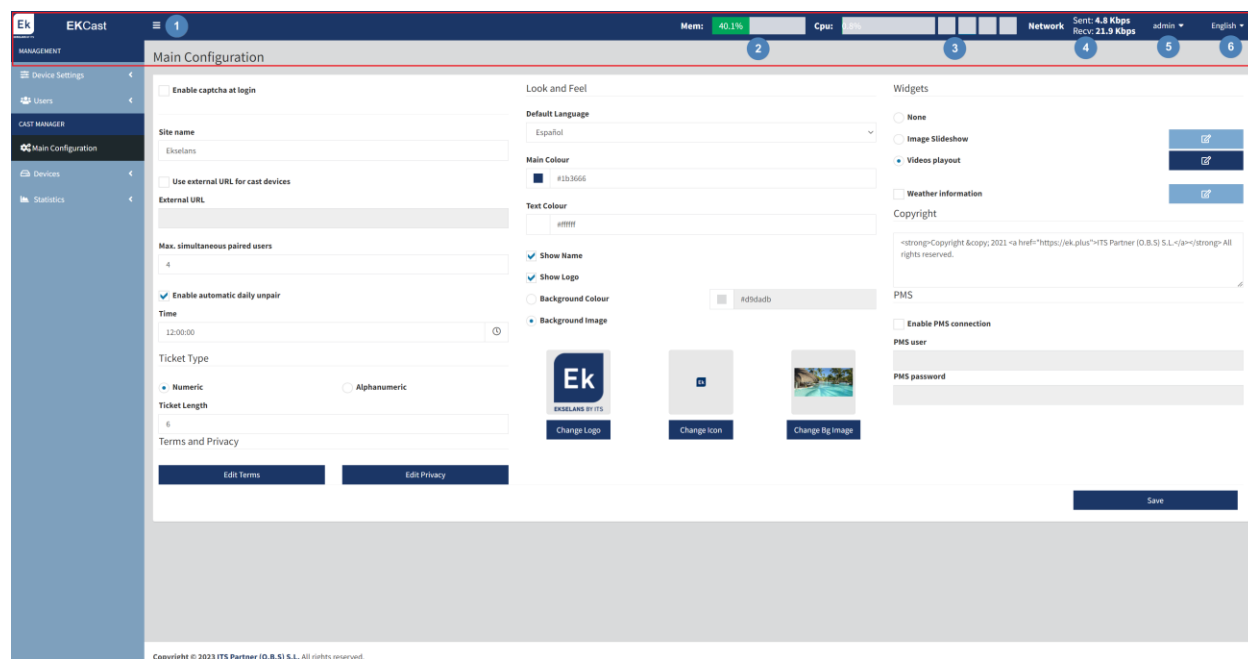 Ek
EKCast
1
Mem: 40.1%
Cpu: 0.8%
Network
Sent: 4.8 Kbps
Recv: 21.9 Kbps
admin
English
2
3
4
5
6
MANAGEMENT
Device Settings
Users
CAST MANAGER
Main Configuration
Devices
Statistics
Main Configuration
Enable captcha at login
Site name
Ekselans
Use external URL for cast devices
External URL
Max. simultaneous paired users
4
Enable automatic daily unpair
Time
12:00:00
Ticket Type
Numeric
Alphanumeric
Ticket Length
6
Terms and Privacy
Edit Terms
Edit Privacy
Look and Feel
Default Language
Español
Main Colour
#1b3666
Text Colour
#ffffff
Show Name
Show Logo
Background Colour
#d9dadb
Background Image
Ek
EKSELANS BY ITS
Ek
Change Logo
Change Icon
Change Bg Image
Widgets
None
Image Slideshow
Videos playout
Weather information
Copyright
<strong>Copyright &copy; 2021 <a href="https://ek.plus">ITS Partner (O.B.S) S.L.</a></strong> All
rights reserved.
PMS
Enable PMS connection
PMS user
PMS password
Save
Copyright © 2023 ITS Partner (O.B.S) S.L. All rights reserved.